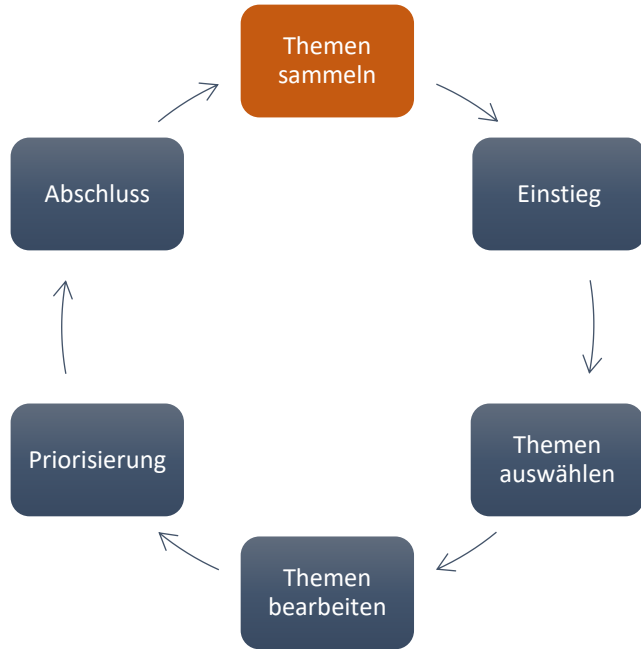 Themen
sammeln
Einstieg
Themen
auswählen
Themen
bearbeiten
Priorisierung
Abschluss